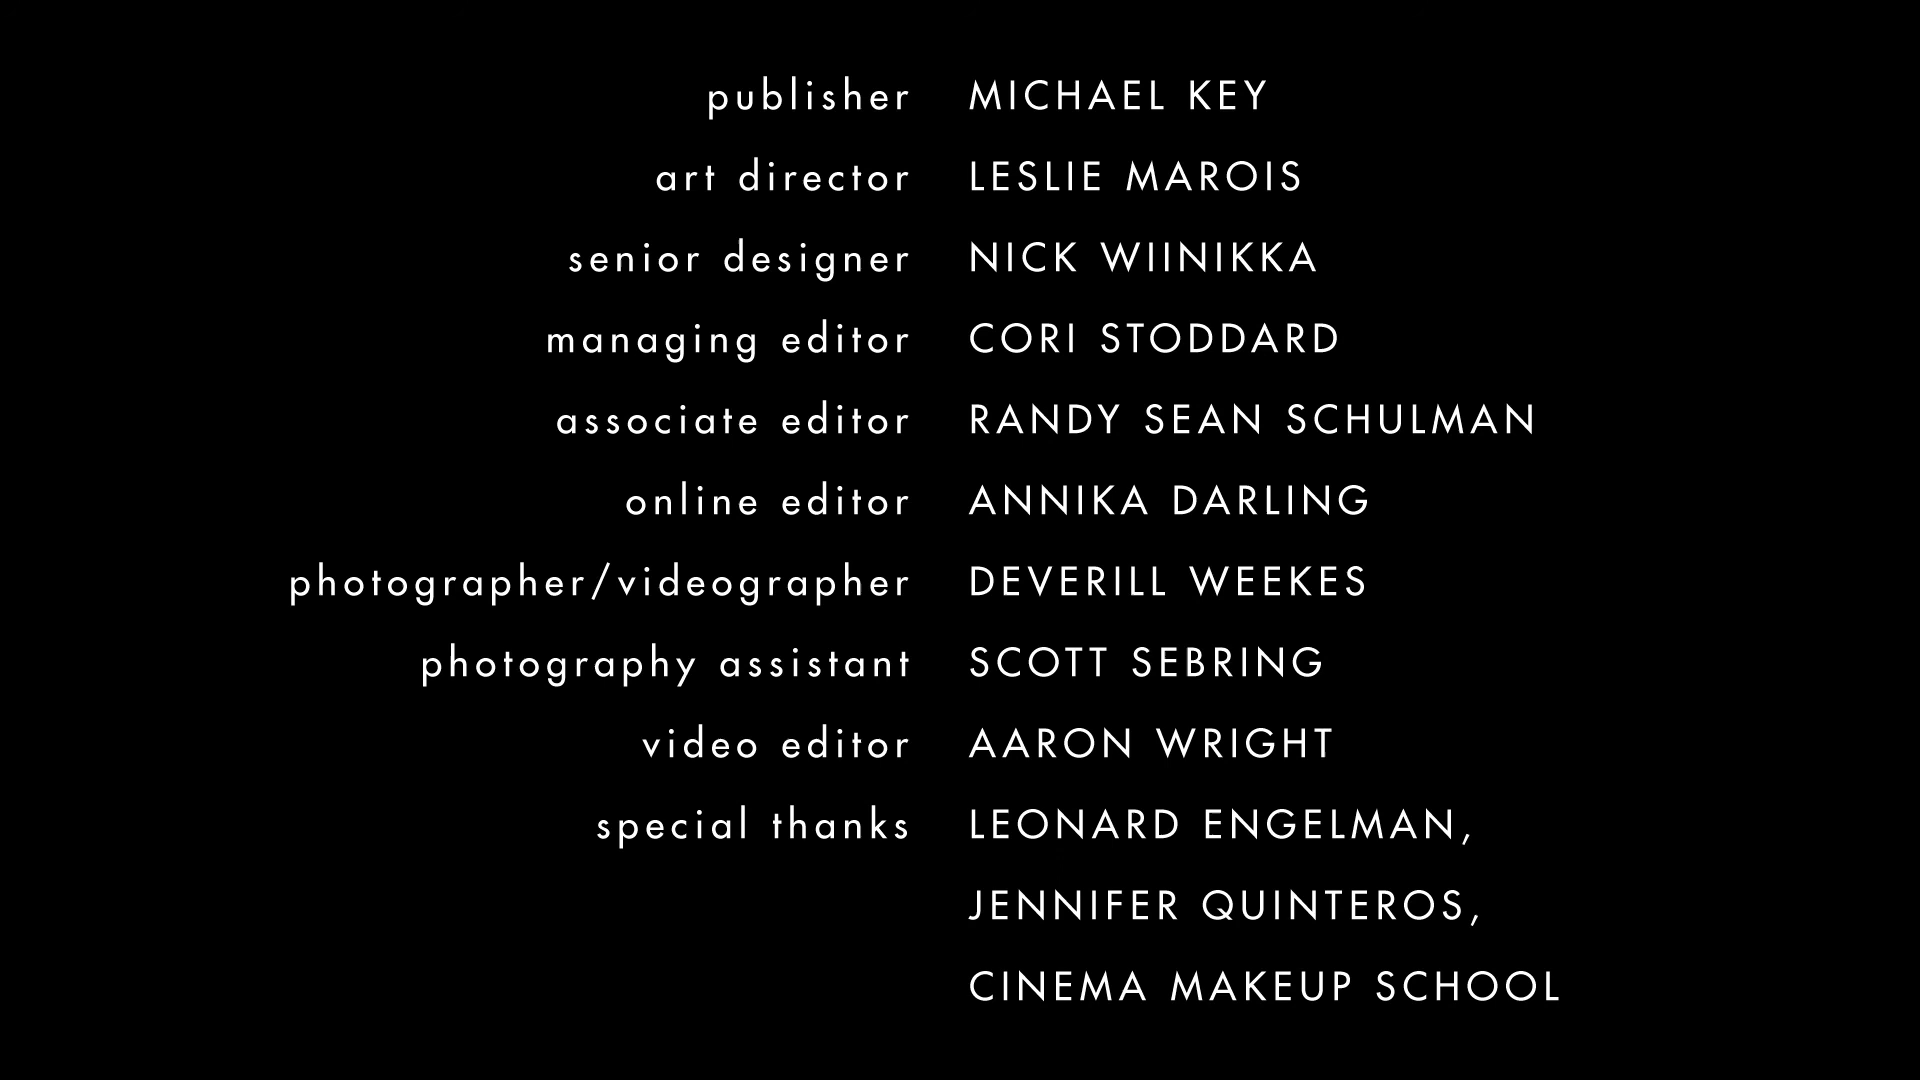 publisher MICHAEL KEY
art director LESLIE MAROIS
senior designer NICK WIINIKKA
managing editor CORI STODDARD
associate editor RANDY SEAN SCHULMAN
online editor ANNIKA DARLING
photographer/videographer DEVERILL WEEKES
photography assistant SCOTT SEBRING
video editor AARON WRIGHT
special thanks LEONARD ENGELMAN,
JENNIFER QUINTEROS,
CINEMA MAKEUP SCHOOL